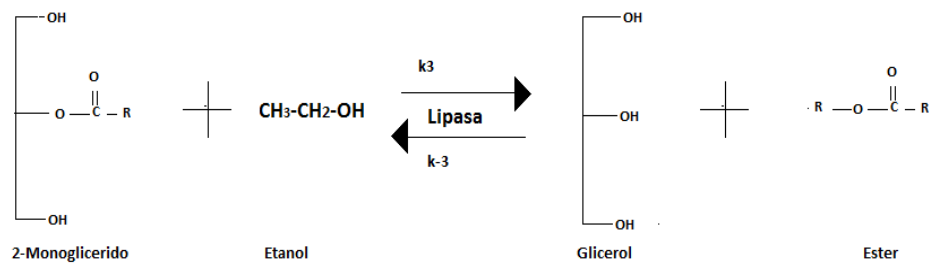 OH
O
O
C
R
OH
2-Monoglicerido
CH3-CH2-OH
Etanol
k3
Lipasa
k-3
OH
OH
OH
Glicerol
O
R
O
C
R
Ester